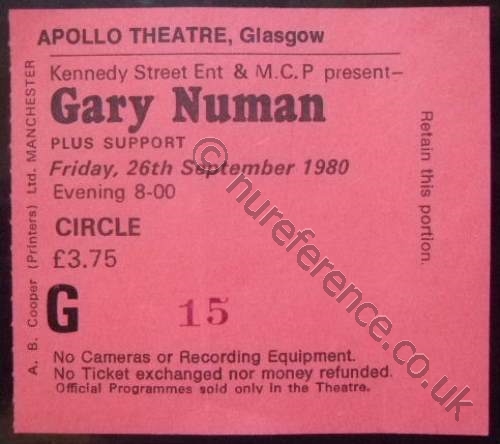 APOLLO THEATRE, Glasgow
Kennedy Street Ent & M.C.P present-
Gary Numan
PLUS SUPPORT
Friday, 26th September 1980
Evening 8-00
CIRCLE
£3.75
G 15
No Cameras or Recording Equipment.
No Ticket exchanged nor money refunded.
Official Programmes sold only in the Theatre.
A. B. Cooper (Printers) Ltd. MANCHESTER
Retain this portion.
© hureference.co.uk